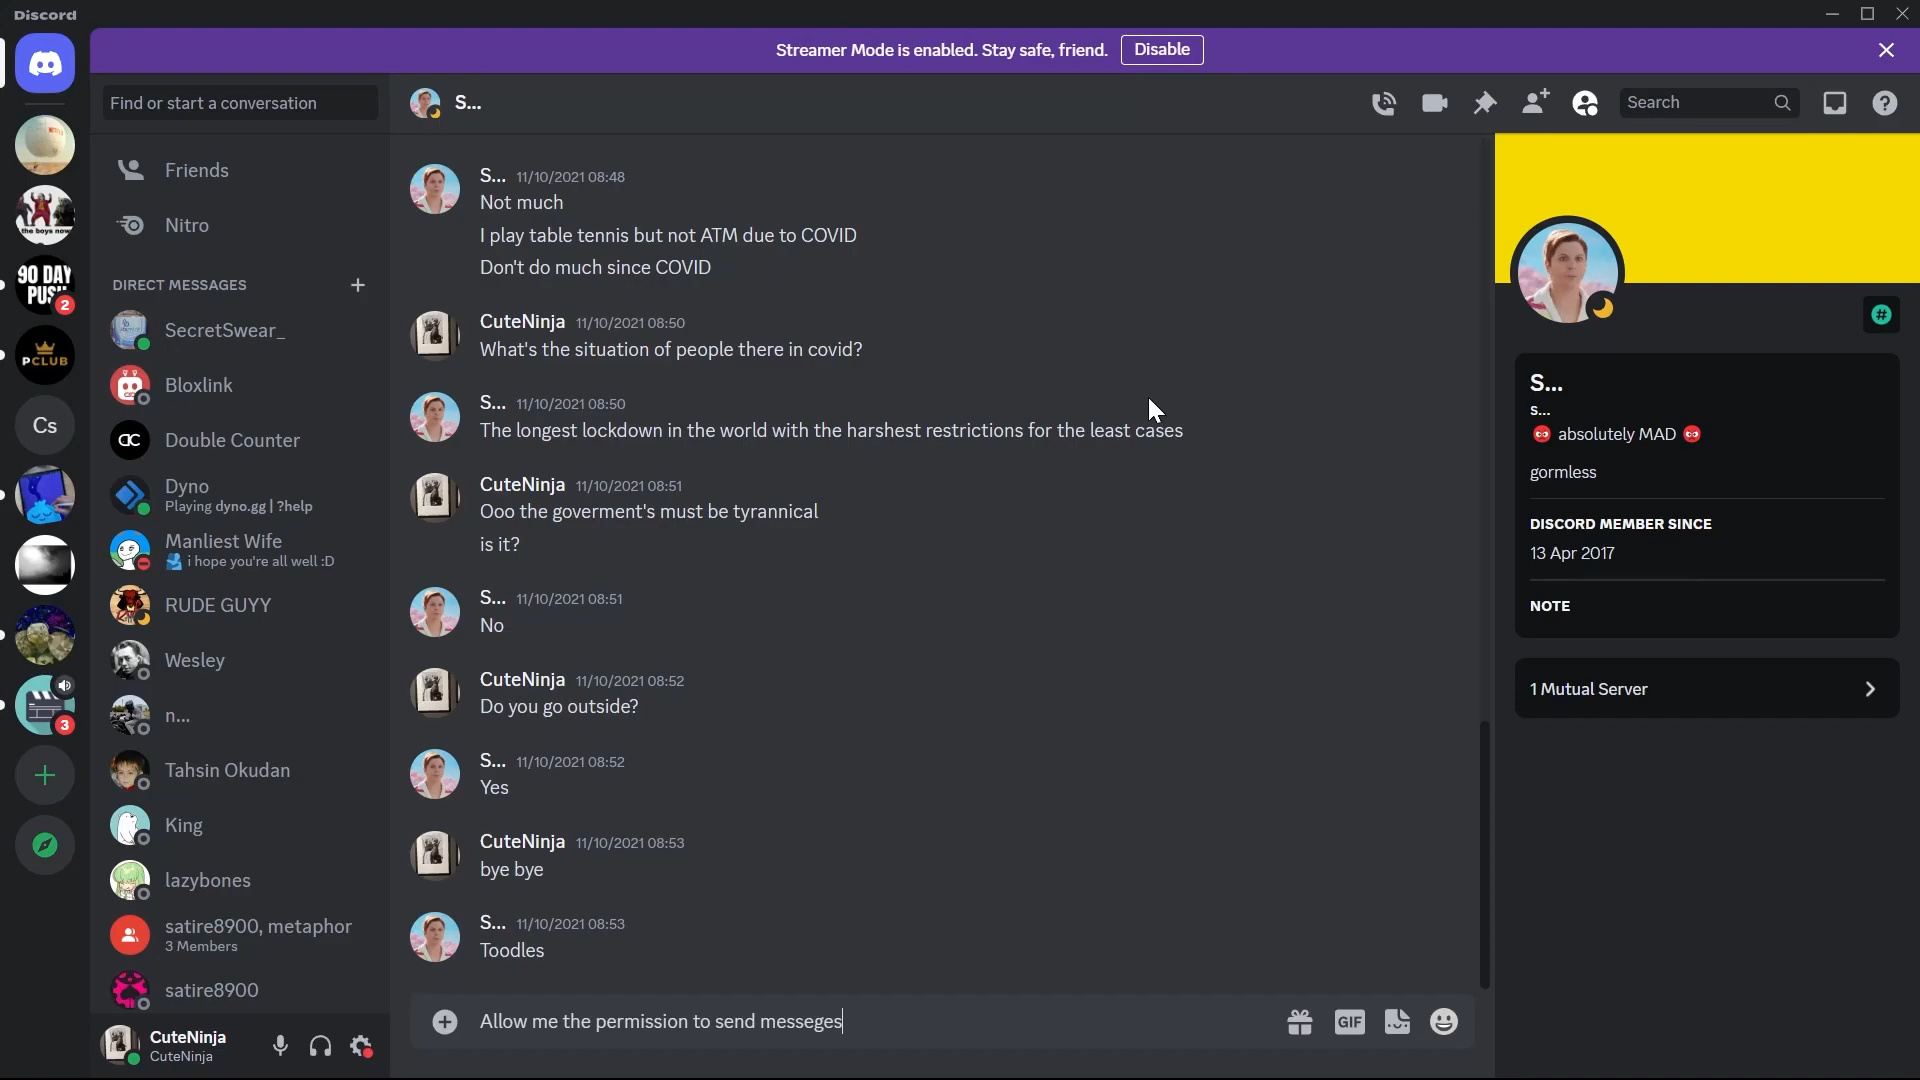 Discord
Streamer Mode is enabled. Stay safe, friend.
Disable
Find or start a conversation
S...
Search
Friends
Nitro
DIRECT MESSAGES
SecretSwear_
Bloxlink
Double Counter
Dyno
Playing dyno.gg | ?help
Manliest Wife
i hope you're all well :D
RUDE GUYY
Wesley
n...
Tahsin Okudan
King
lazybones
satire8900, metaphor
3 Members
satire8900
CuteNinja
CuteNinja
the boys now
90 DAY
PUS
2
PCLUB
Cs
3
S... 11/10/2021 08:48
Not much
I play table tennis but not ATM due to COVID
Don't do much since COVID
CuteNinja 11/10/2021 08:50
What's the situation of people there in covid?
S... 11/10/2021 08:50
The longest lockdown in the world with the harshest restrictions for the least cases
CuteNinja 11/10/2021 08:51
Ooo the goverment's must be tyrannical
is it?
S... 11/10/2021 08:51
No
CuteNinja 11/10/2021 08:52
Do you go outside?
S... 11/10/2021 08:52
Yes
CuteNinja 11/10/2021 08:53
bye bye
S... 11/10/2021 08:53
Toodles
Allow me the permission to send messeges
GIF
S...
s...
absolutely MAD
gormless
DISCORD MEMBER SINCE
13 Apr 2017
NOTE
1 Mutual Server